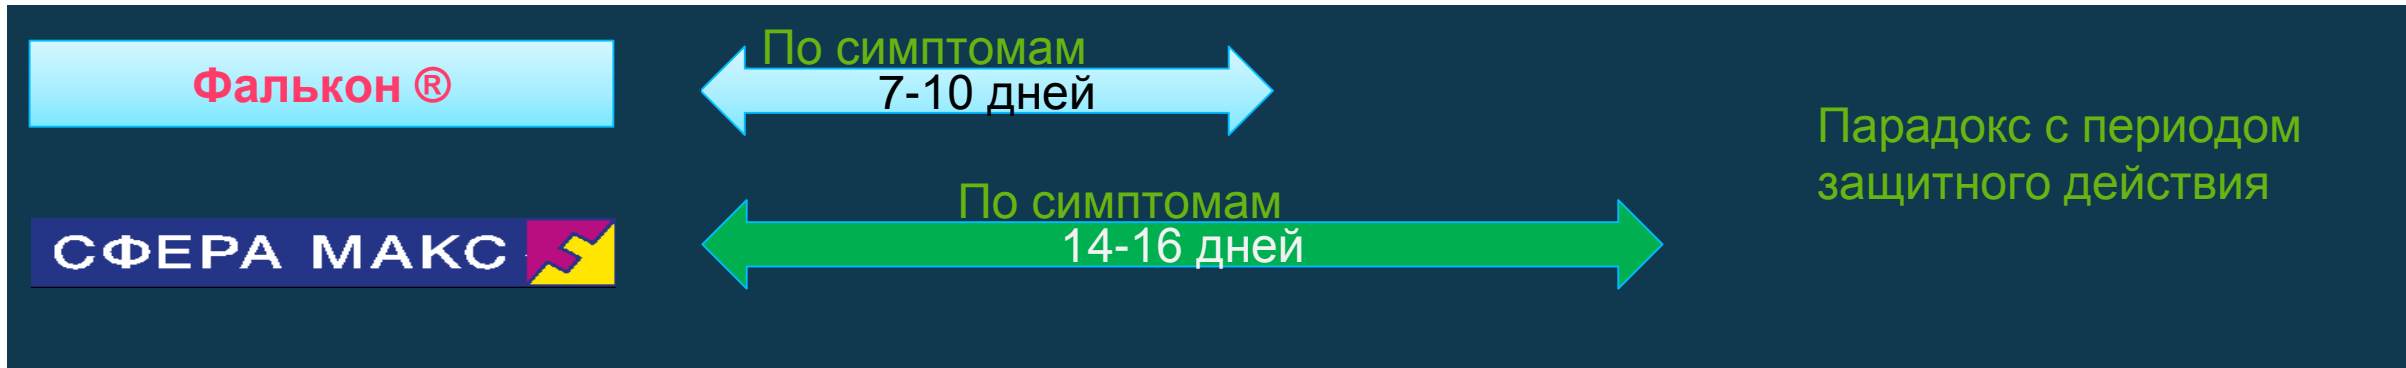 Фалькон ®
По симптомам
7-10 дней
Парадокс с периодом
защитного действия
СФЕРА МАКС
По симптомам
14-16 дней